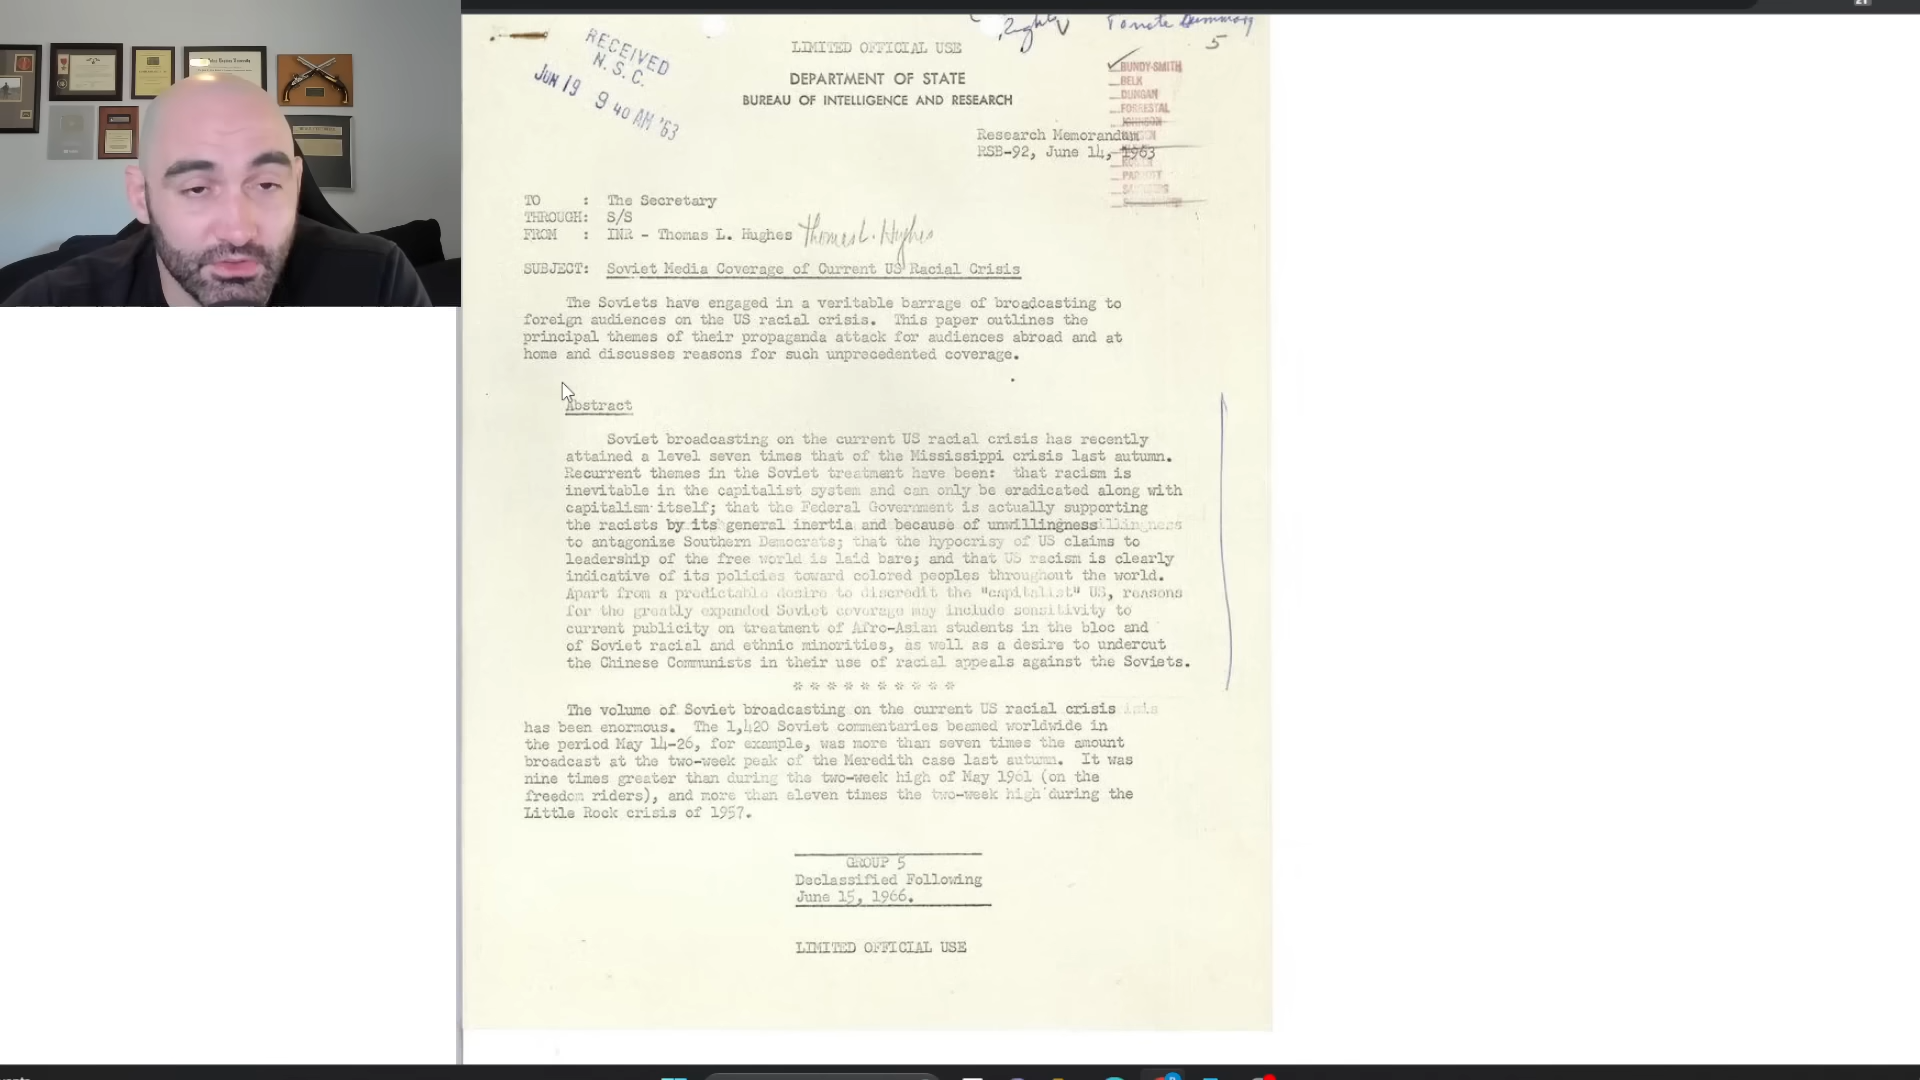 Tonate Summary
5
RECEIVED
N. S. C.
JUN 19 9 40 AM '63
LIMITED OFFICIAL USE
DEPARTMENT OF STATE
BUREAU OF INTELLIGENCE AND RESEARCH
BUNDY-SMITH
BELK
DUNGAN
FORRESTAL
JOHNSON
Research Memorandum
RSB-92, June 14, 1963
TO : The Secretary
THROUGH: S/S
FROM : INR - Thomas L. Hughes Thomas L. Hughes
SUBJECT: Soviet Media Coverage of Current US Racial Crisis
The Soviets have engaged in a veritable barrage of broadcasting to
foreign audiences on the US racial crisis. This paper outlines the
principal themes of their propaganda attack for audiences abroad and at
home and discusses reasons for such unprecedented coverage.
Abstract
Soviet broadcasting on the current US racial crisis has recently
attained a level seven times that of the Mississippi crisis last autumn.
Recurrent themes in the Soviet treatment have been: that racism is
inevitable in the capitalist system and can only be eradicated along with
capitalism itself; that the Federal Government is actually supporting
the racists by its general inertia and because of unwillingness
to antagonize Southern Democrats; that the hypocrisy of US claims to
leadership of the free world is laid bare; and that US racism is clearly
indicative of its policies toward colored peoples throughout the world.
Apart from a predictable desire to discredit the "capitalist" US, reasons
for the greatly expanded Soviet coverage may include sensitivity to
current publicity on treatment of Afro-Asian students in the bloc and
of Soviet racial and ethnic minorities, as well as a desire to undercut
the Chinese Communists in their use of racial appeals against the Soviets.
* * * * * * * * * *
The volume of Soviet broadcasting on the current US racial crisis
has been enormous. The 1,420 Soviet commentaries beamed worldwide in
the period May 14-26, for example, was more than seven times the amount
broadcast at the two-week peak of the Meredith case last autumn. It was
nine times greater than during the two-week high of May 1961 (on the
freedom riders), and more than eleven times the two-week high during the
Little Rock crisis of 1957.
GROUP 5
Declassified Following
June 15, 1966.
LIMITED OFFICIAL USE